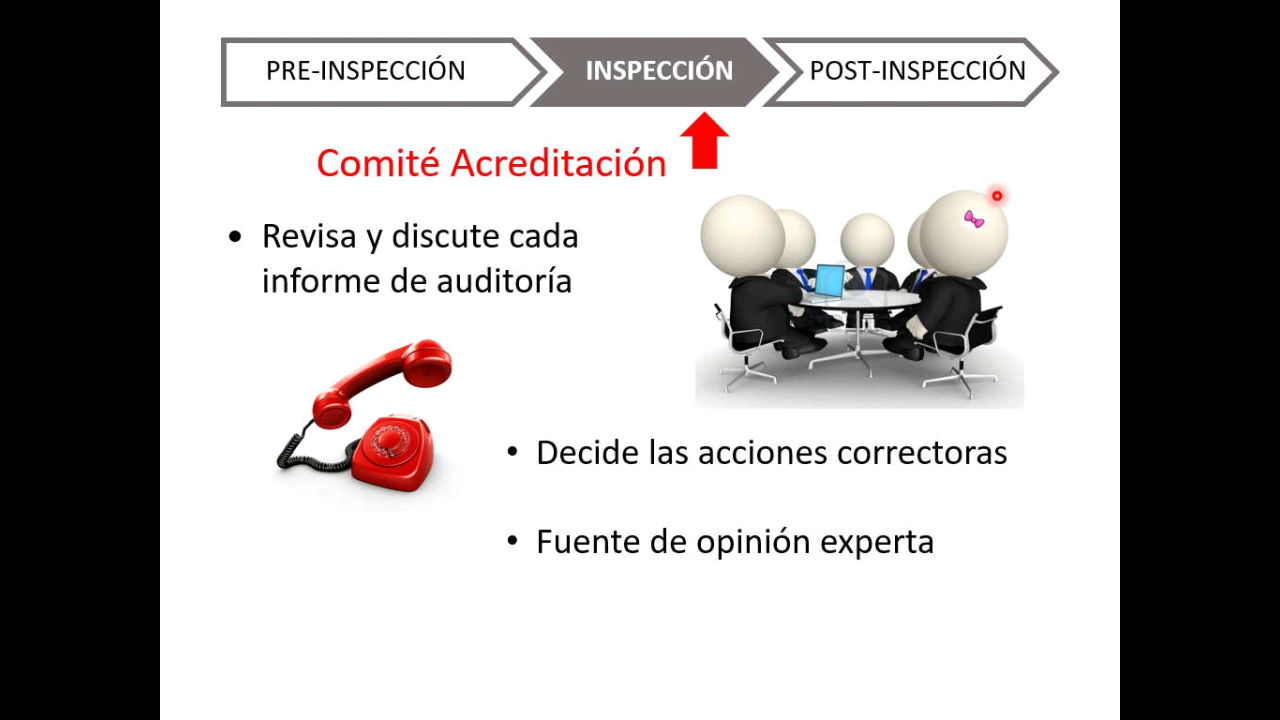 PRE-INSPECCIÓN
INSPECCIÓN
POST-INSPECCIÓN
Comité Acreditación
• Revisa y discute cada
informe de auditoría
• Decide las acciones correctoras
• Fuente de opinión experta